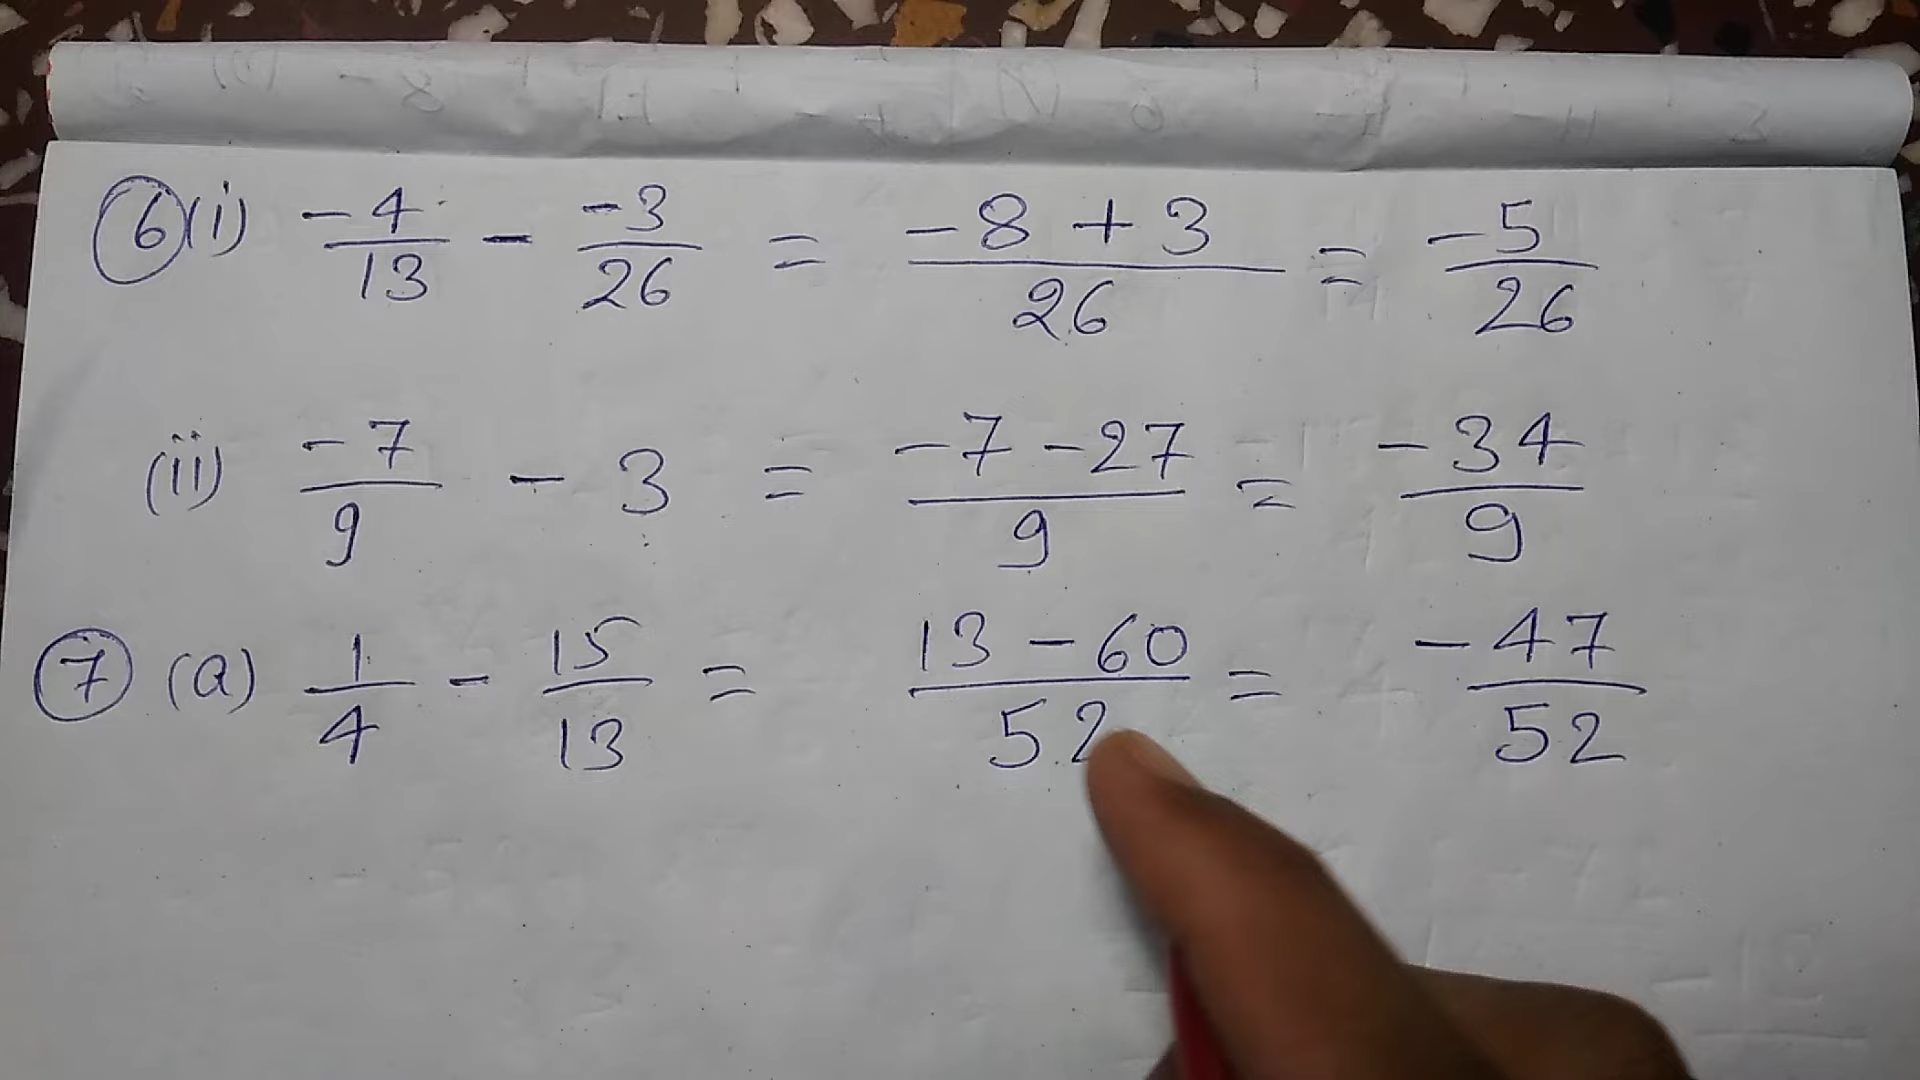 6 (i) -4/13 - -3/26 = -8 + 3/26 = -5/26
(ii) -7/9 - 3 = -7 - 27/9 = -34/9
7 (a) 1/4 - 15/13 = 13 - 60/52 = -47/52